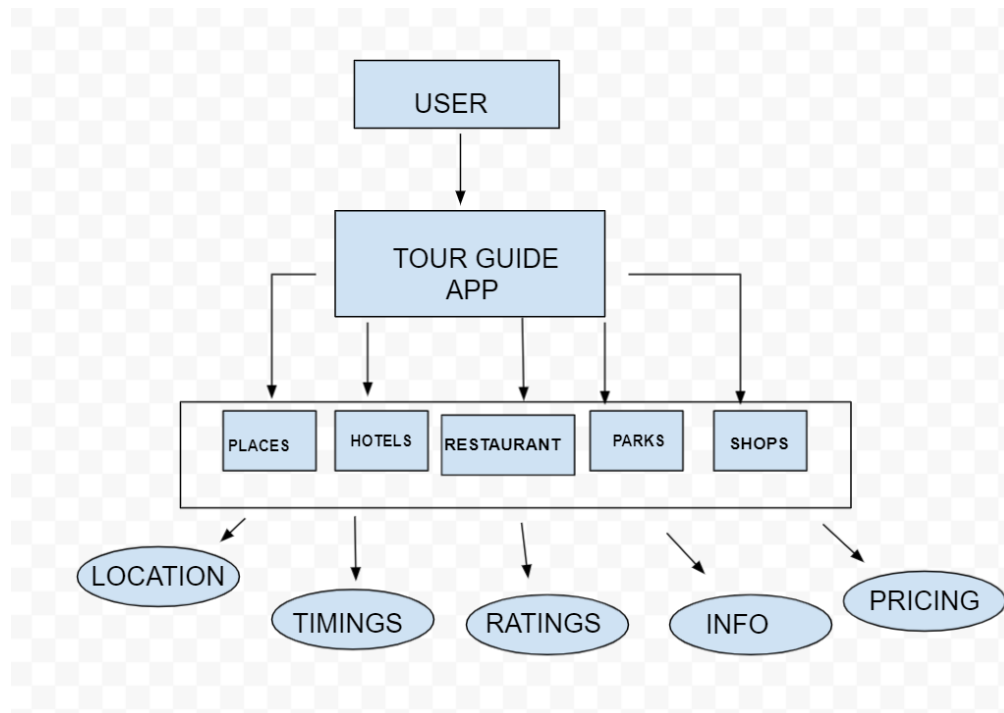 USER
TOUR GUIDE
APP
PLACES
HOTELS
RESTAURANT
PARKS
SHOPS
LOCATION
TIMINGS
RATINGS
INFO
PRICING